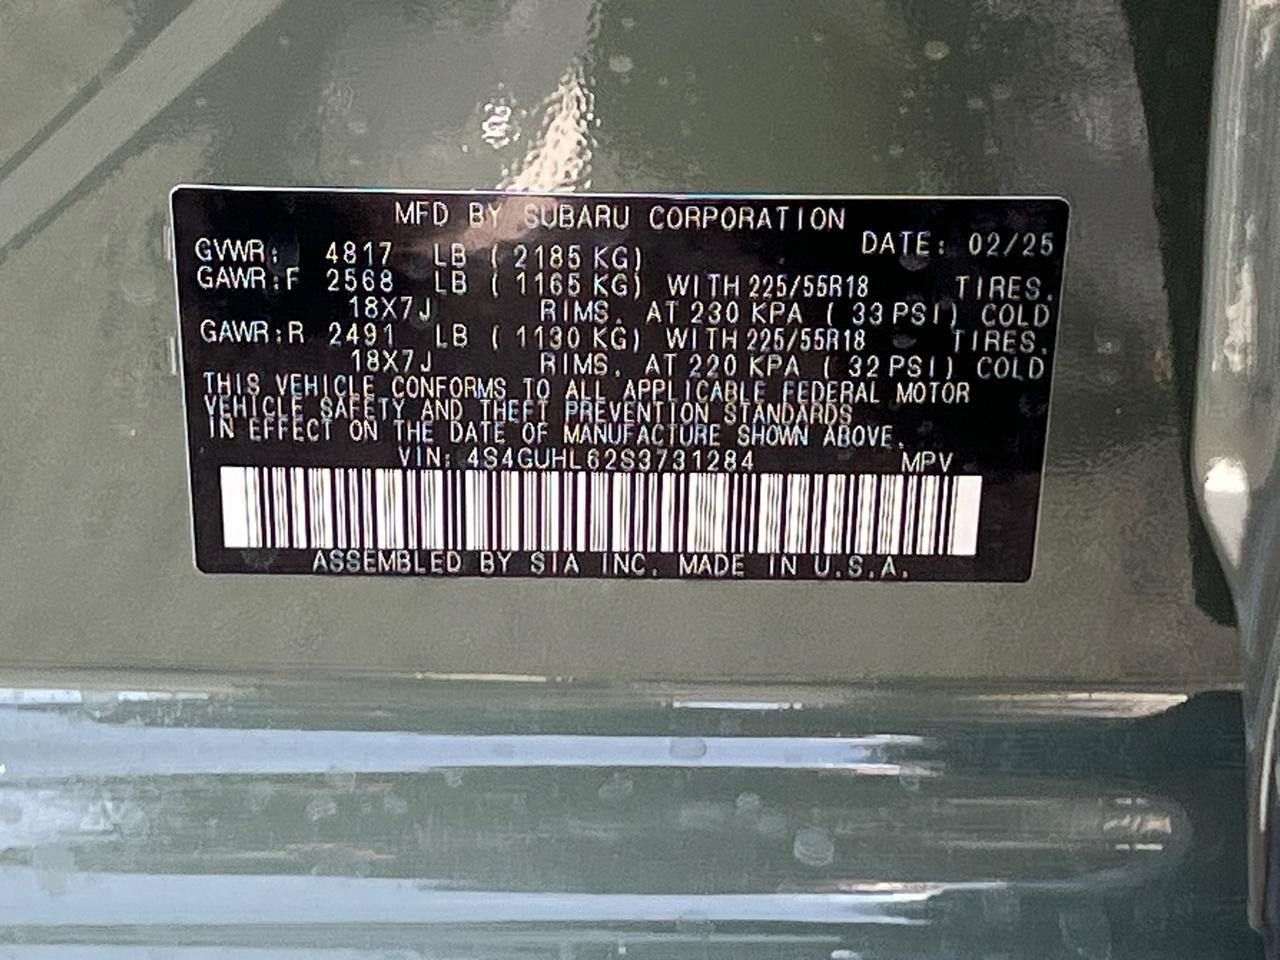 MFD BY SUBARU CORPORATION
GVWR: 4817 LB ( 2185 KG) DATE: 02/25
GAWR:F 2568 LB ( 1165 KG) WITH 225/55R18 TIRES.
18X7J RIMS. AT 230 KPA ( 33 PSI) COLD
GAWR:R 2491 LB ( 1130 KG) WITH 225/55R18 TIRES.
18X7J RIMS. AT 220 KPA ( 32 PSI) COLD
THIS VEHICLE CONFORMS TO ALL APPLICABLE FEDERAL MOTOR
VEHICLE SAFETY AND THEFT PREVENTION STANDARDS
IN EFFECT ON THE DATE OF MANUFACTURE SHOWN ABOVE.
VIN: 4S4GUHL62S3731284 MPV
ASSEMBLED BY SIA INC. MADE IN U.S.A.